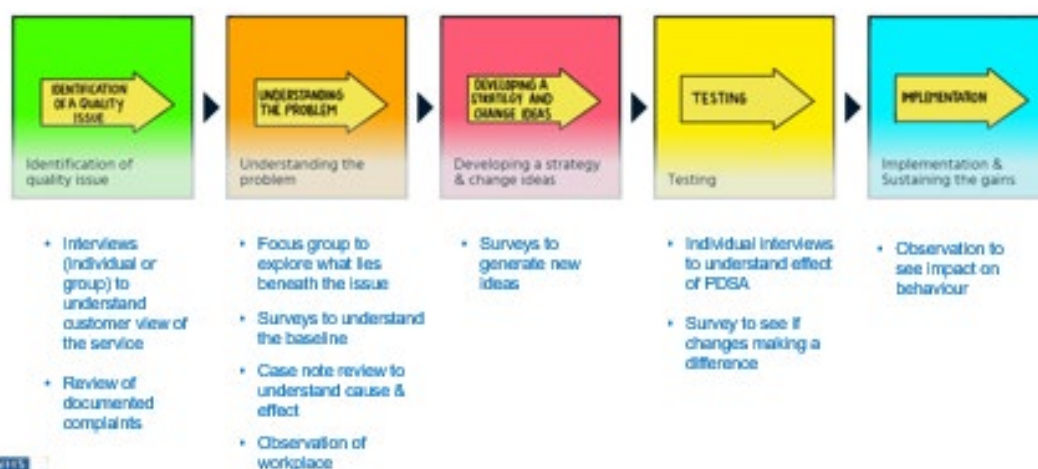 IDENTIFICATION
OF A QUALITY
ISSUE
Identification of
quality issue
UNDERSTANDING
THE PROBLEM
Understanding the
problem
DEVELOPING A
STRATEGY AND
CHANGE IDEAS
Developing a strategy
& change ideas
TESTING
Testing
IMPLEMENTATION
Implementation &
Sustaining the gains
• Interviews
(individual or
group) to
understand
customer view of
the service
• Review of
documented
complaints
• Focus group to
explore what lies
beneath the issue
• Surveys to understand
the baseline
• Case note review to
understand cause &
effect
• Observation of
workplace
• Surveys to
generate new
ideas
• Individual interviews
to understand effect
of PDSA
• Survey to see if
changes making a
difference
• Observation to
see impact on
behaviour